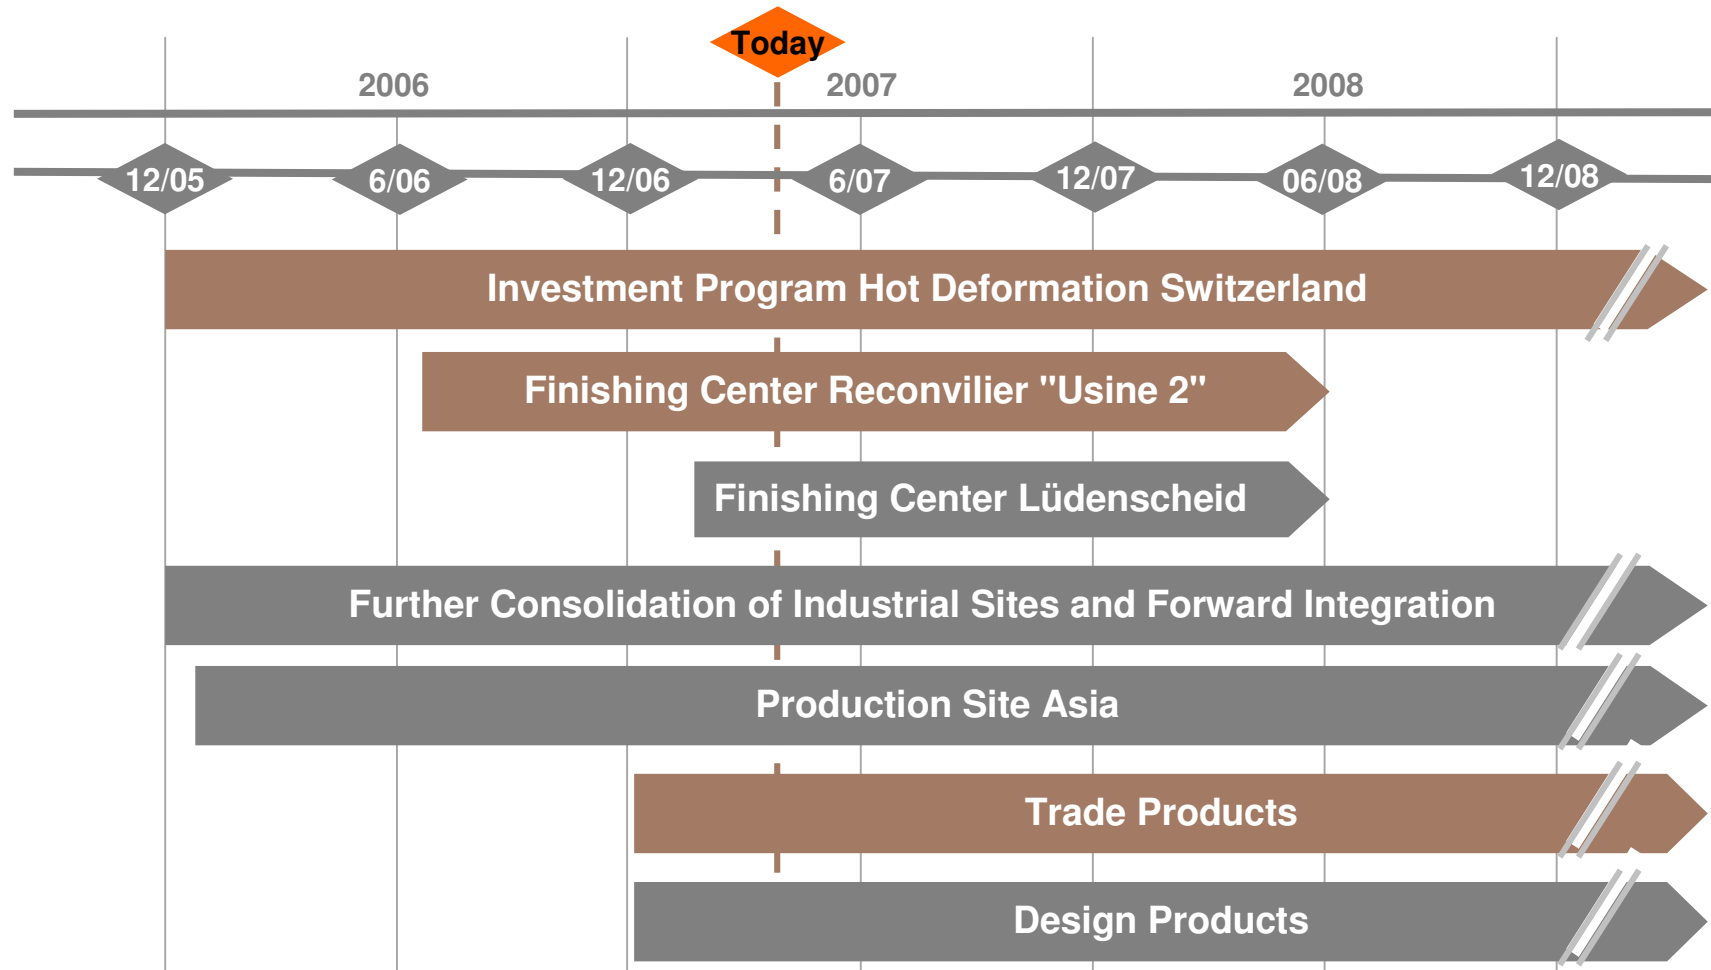 Today
2006 2007 2008
12/05 6/06 12/06 6/07 12/07 06/08 12/08
Investment Program Hot Deformation Switzerland
Finishing Center Reconvilier "Usine 2"
Finishing Center Lüdenscheid
Further Consolidation of Industrial Sites and Forward Integration
Production Site Asia
Trade Products
Design Products